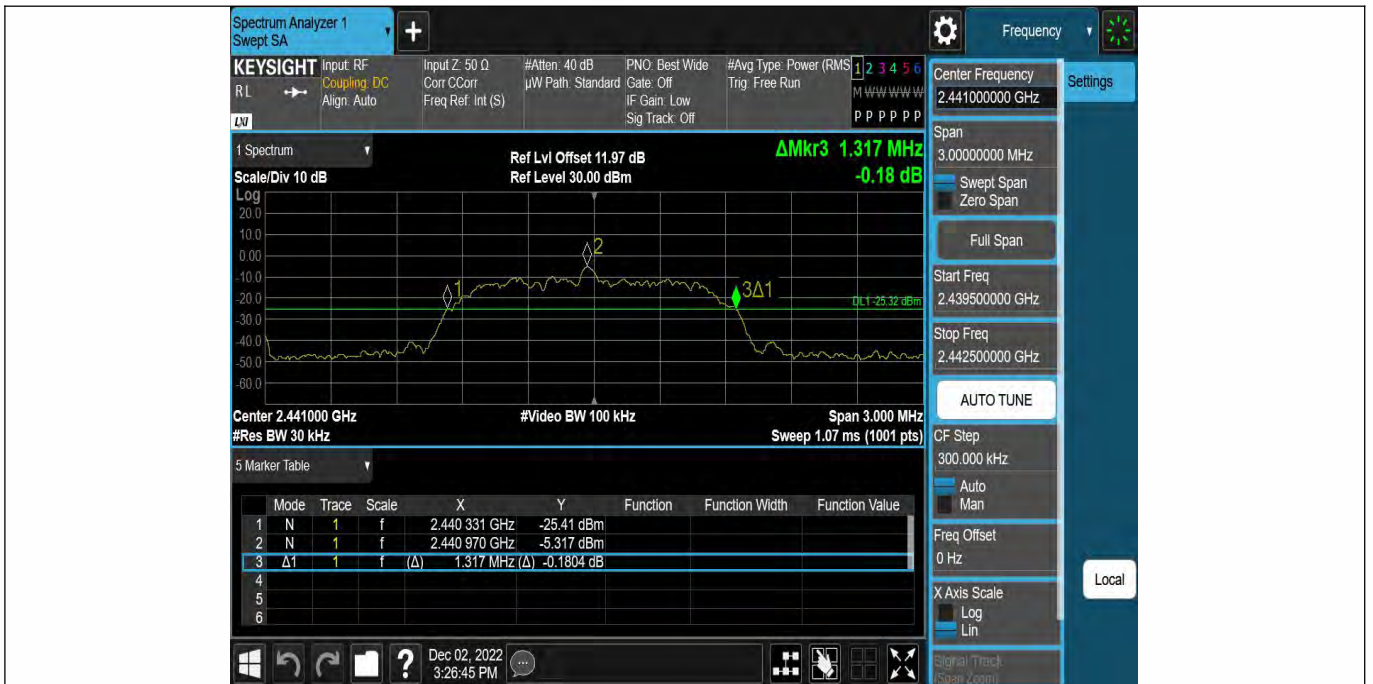 Spectrum Analyzer 1
Swept SA
+
Frequency
KEYSIGHT
RL
LXI
Input: RF
Coupling: DC
Align: Auto
Input Z: 50 Ω
Corr CCorr
Freq Ref: Int (S)
#Atten: 40 dB
µW Path: Standard
PNO: Best Wide
Gate: Off
IF Gain: Low
Sig Track: Off
#Avg Type: Power (RMS
Trig: Free Run
1 2 3 4 5 6
M W W W W W
P P P P P P
1 Spectrum
Scale/Div 10 dB
Ref Lvl Offset 11.97 dB
Ref Level 30.00 dBm
ΔMkr3 1.317 MHz
-0.18 dB
Log
20.0
10.0
0.00
-10.0
-20.0
-30.0
-40.0
-50.0
-60.0
1
2
3Δ1
DL1 -25.32 dBm
Center 2.441000 GHz
#Video BW 100 kHz
Span 3.000 MHz
#Res BW 30 kHz
Sweep 1.07 ms (1001 pts)
5 Marker Table
Mode Trace Scale X Y Function Function Width Function Value
1 N 1 f 2.440 331 GHz -25.41 dBm
2 N 1 f 2.440 970 GHz -5.317 dBm
3 Δ1 1 f (Δ) 1.317 MHz (Δ) -0.1804 dB
4
5
6
?
Dec 02, 2022
3:26:45 PM
Center Frequency
2.441000000 GHz
Span
3.00000000 MHz
Swept Span
Zero Span
Full Span
Start Freq
2.439500000 GHz
Stop Freq
2.442500000 GHz
AUTO TUNE
CF Step
300.000 kHz
Auto
Man
Freq Offset
0 Hz
X Axis Scale
Log
Lin
Signal Track
(Span Zoom)
Settings
Local